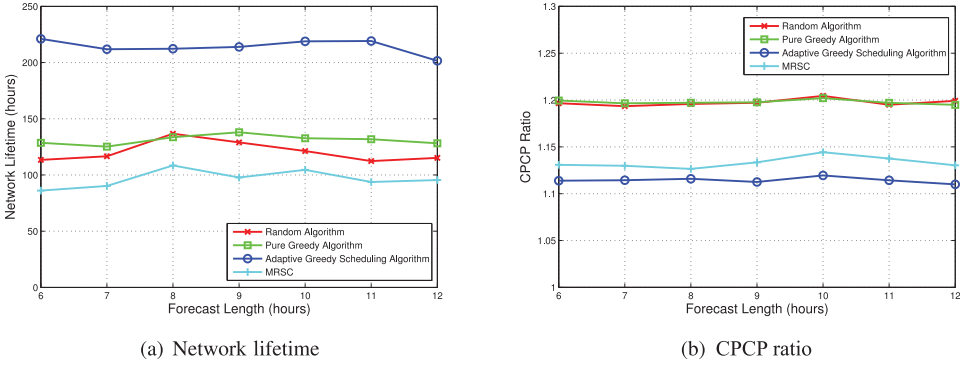 250
200
150
100
50
0
Network Lifetime (hours)
Random Algorithm
Pure Greedy Algorithm
Adaptive Greedy Scheduling Algorithm
MRSC
6 7 8 9 10 11 12
Forecast Length (hours)
(a) Network lifetime
1.3
1.25
1.2
1.15
1.1
1.05
1
CPCP Ratio
Random Algorithm
Pure Greedy Algorithm
Adaptive Greedy Scheduling Algorithm
MRSC
6 7 8 9 10 11 12
Forecast Length (hours)
(b) CPCP ratio